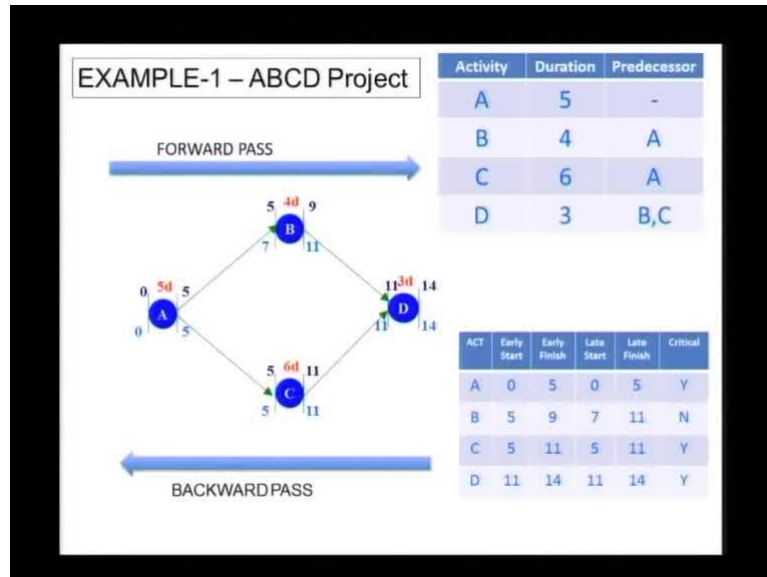 EXAMPLE-1 – ABCD Project
Activity Duration Predecessor
A 5 -
B 4 A
C 6 A
D 3 B,C
FORWARD PASS
5 4d 9
B
7 11
0 5d 5
A
0 5
11 3d 14
D
11 14
5 6d 11
C
5 11
BACKWARD PASS
ACT Early Start Early Finish Late Start Late Finish Critical
A 0 5 0 5 Y
B 5 9 7 11 N
C 5 11 5 11 Y
D 11 14 11 14 Y